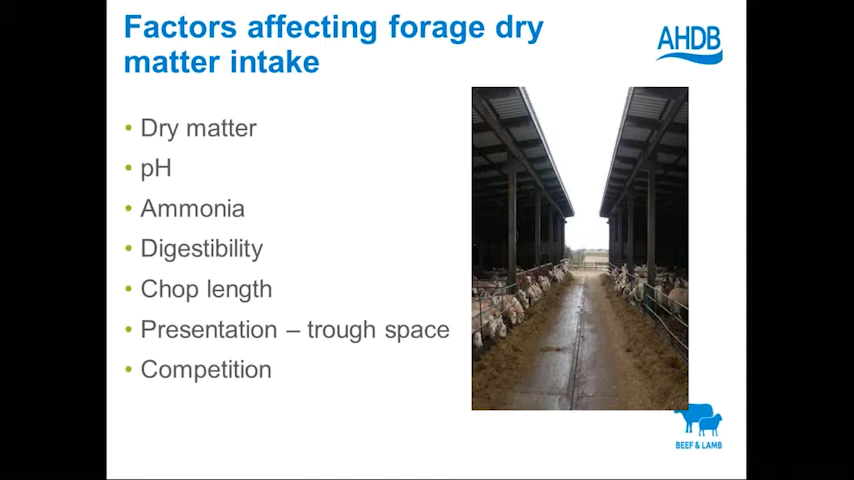 Factors affecting forage dry
matter intake
AHDB
• Dry matter
• pH
• Ammonia
• Digestibility
• Chop length
• Presentation – trough space
• Competition
BEEF & LAMB